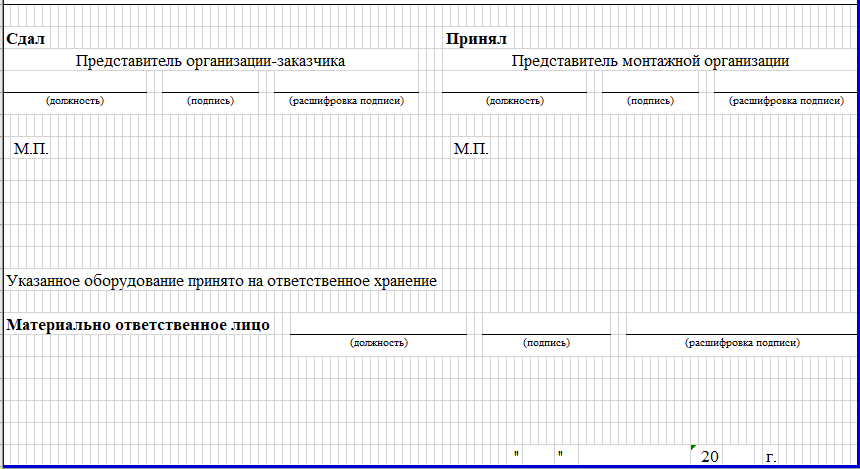 Сдал Принял
Представитель организации-заказчика Представитель монтажной организации
(должность) (подпись) (расшифровка подписи) (должность) (подпись) (расшифровка подписи)
М.П. М.П.
Указанное оборудование принято на ответственное хранение
Материально ответственное лицо
(должность) (подпись) (расшифровка подписи)
" " 20 г.